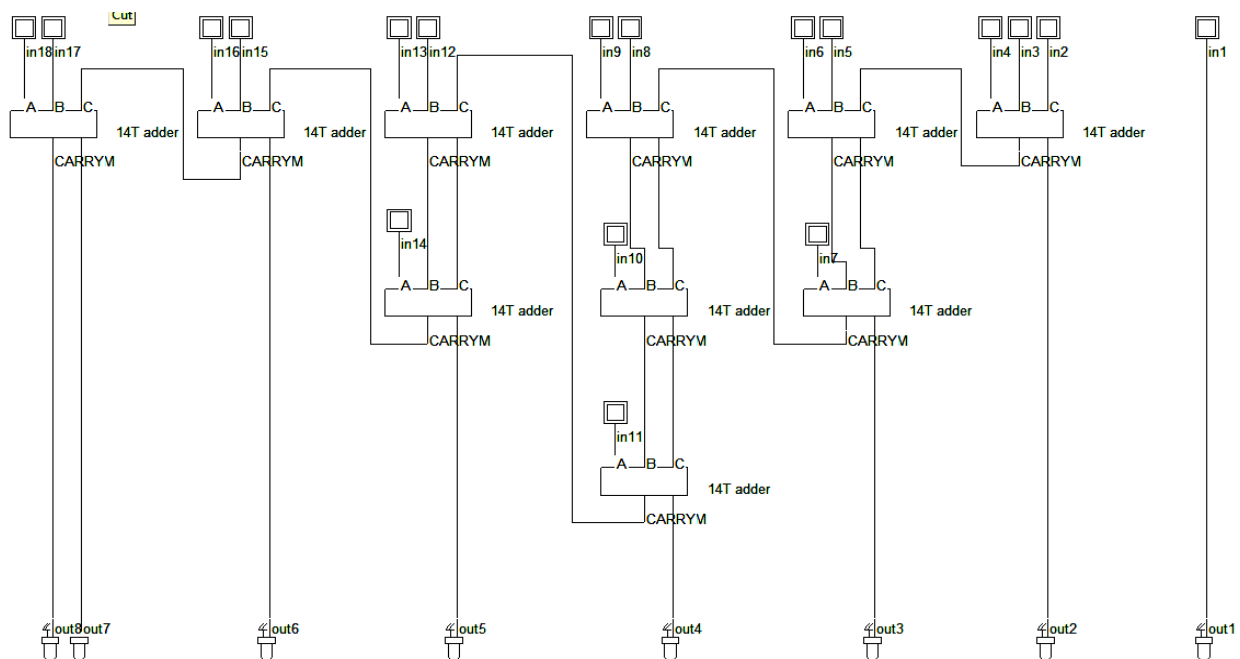 Cut
in18 in17 in16 in15 in13 in12 in9 in8 in6 in5 in4 in3 in2 in1
A B C A B C A B C A B C A B C A B C
14T adder 14T adder 14T adder 14T adder 14T adder 14T adder
CARRYM CARRYM CARRYM CARRYM CARRYM CARRYM
in14 in10 in7
A B C A B C A B C
14T adder 14T adder 14T adder
CARRYM CARRYM CARRYM
in11
A B C
14T adder
CARRYM
out8 out7 out6 out5 out4 out3 out2 out1